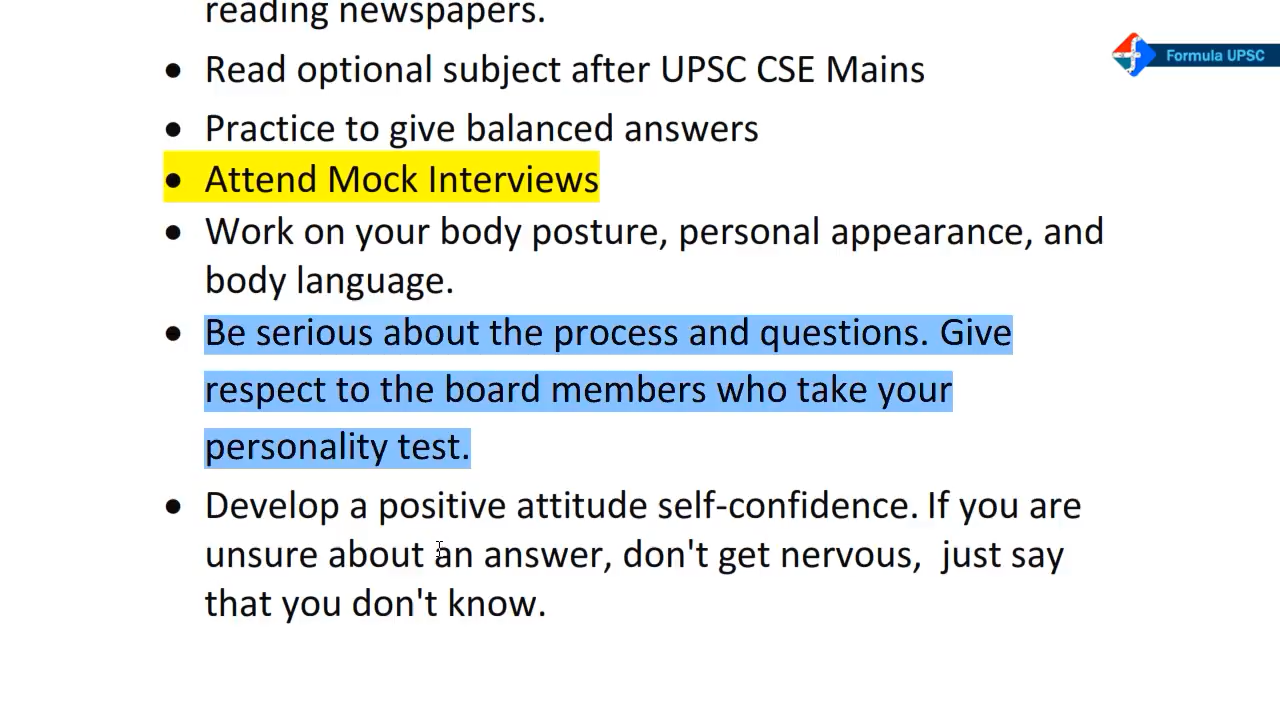 reading newspapers.
Formula UPSC
• Read optional subject after UPSC CSE Mains
• Practice to give balanced answers
• Attend Mock Interviews
• Work on your body posture, personal appearance, and
body language.
• Be serious about the process and questions. Give
respect to the board members who take your
personality test.
• Develop a positive attitude self-confidence. If you are
unsure about an answer, don't get nervous,  just say
that you don't know.